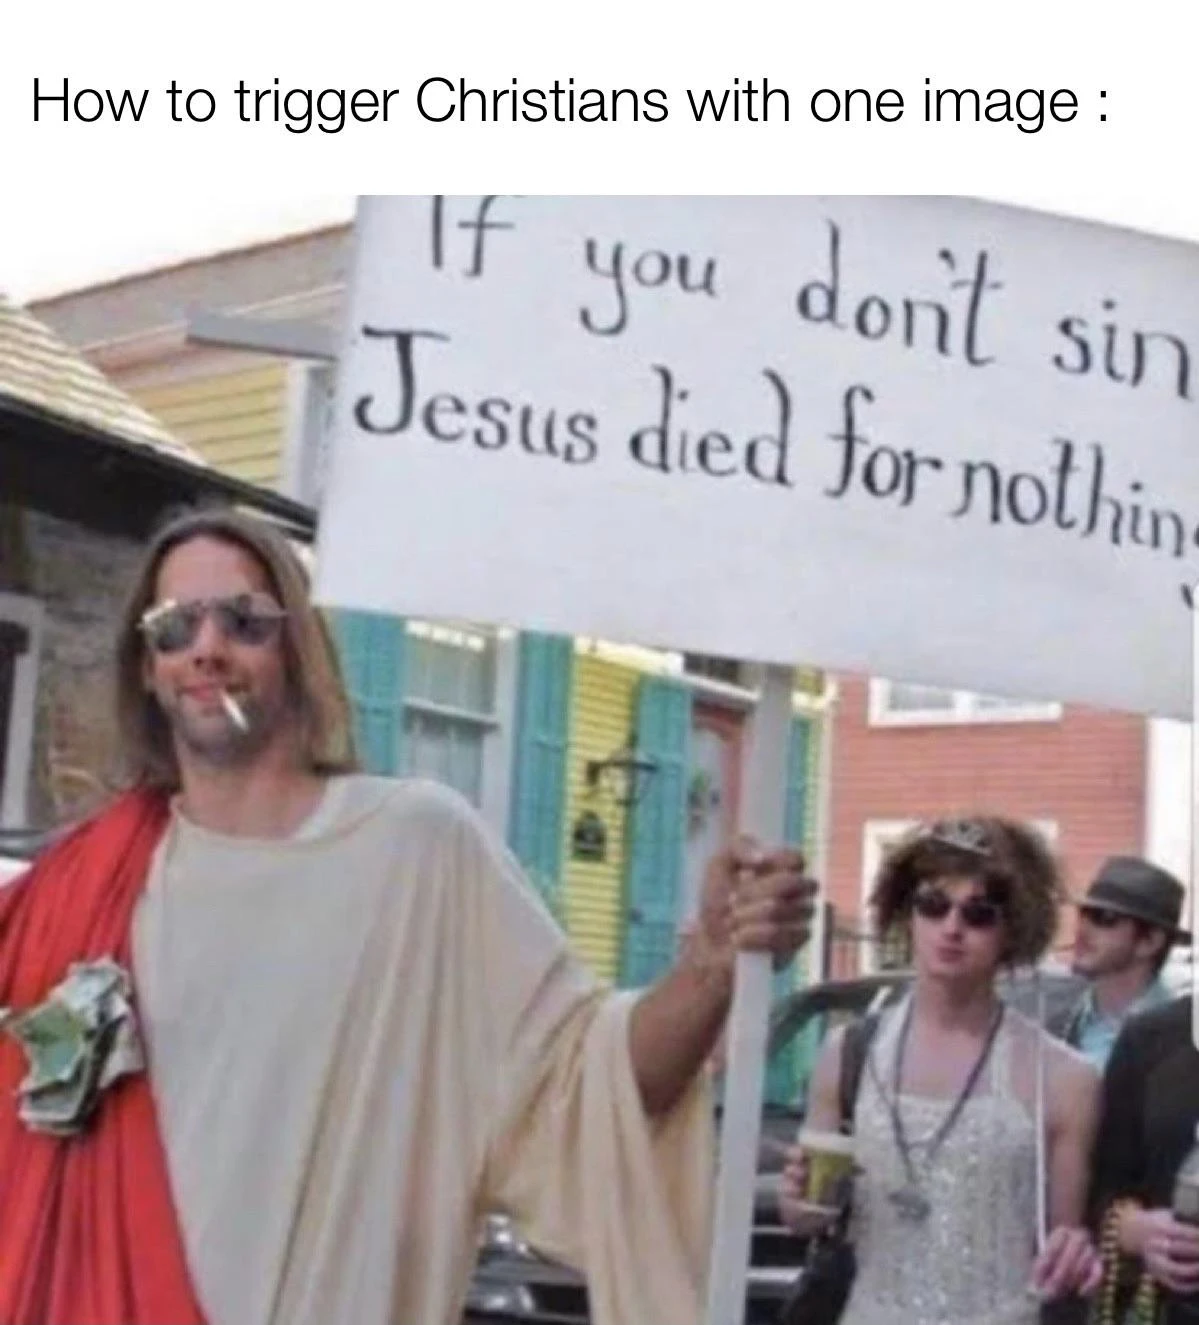 How to trigger Christians with one image :
If you don't sin
Jesus died for nothin